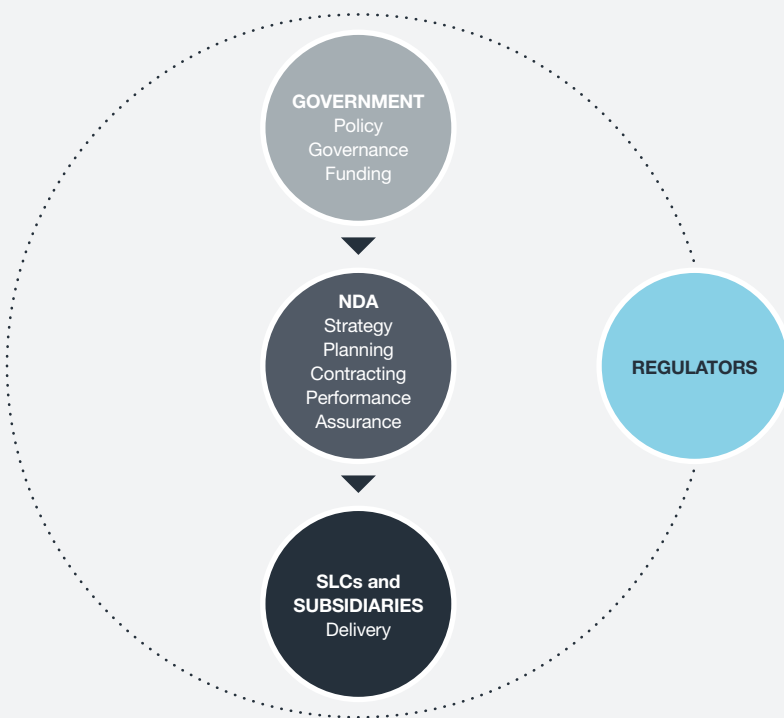 GOVERNMENT
Policy
Governance
Funding
NDA
Strategy
Planning
Contracting
Performance
Assurance
REGULATORS
SLCs and
SUBSIDIARIES
Delivery